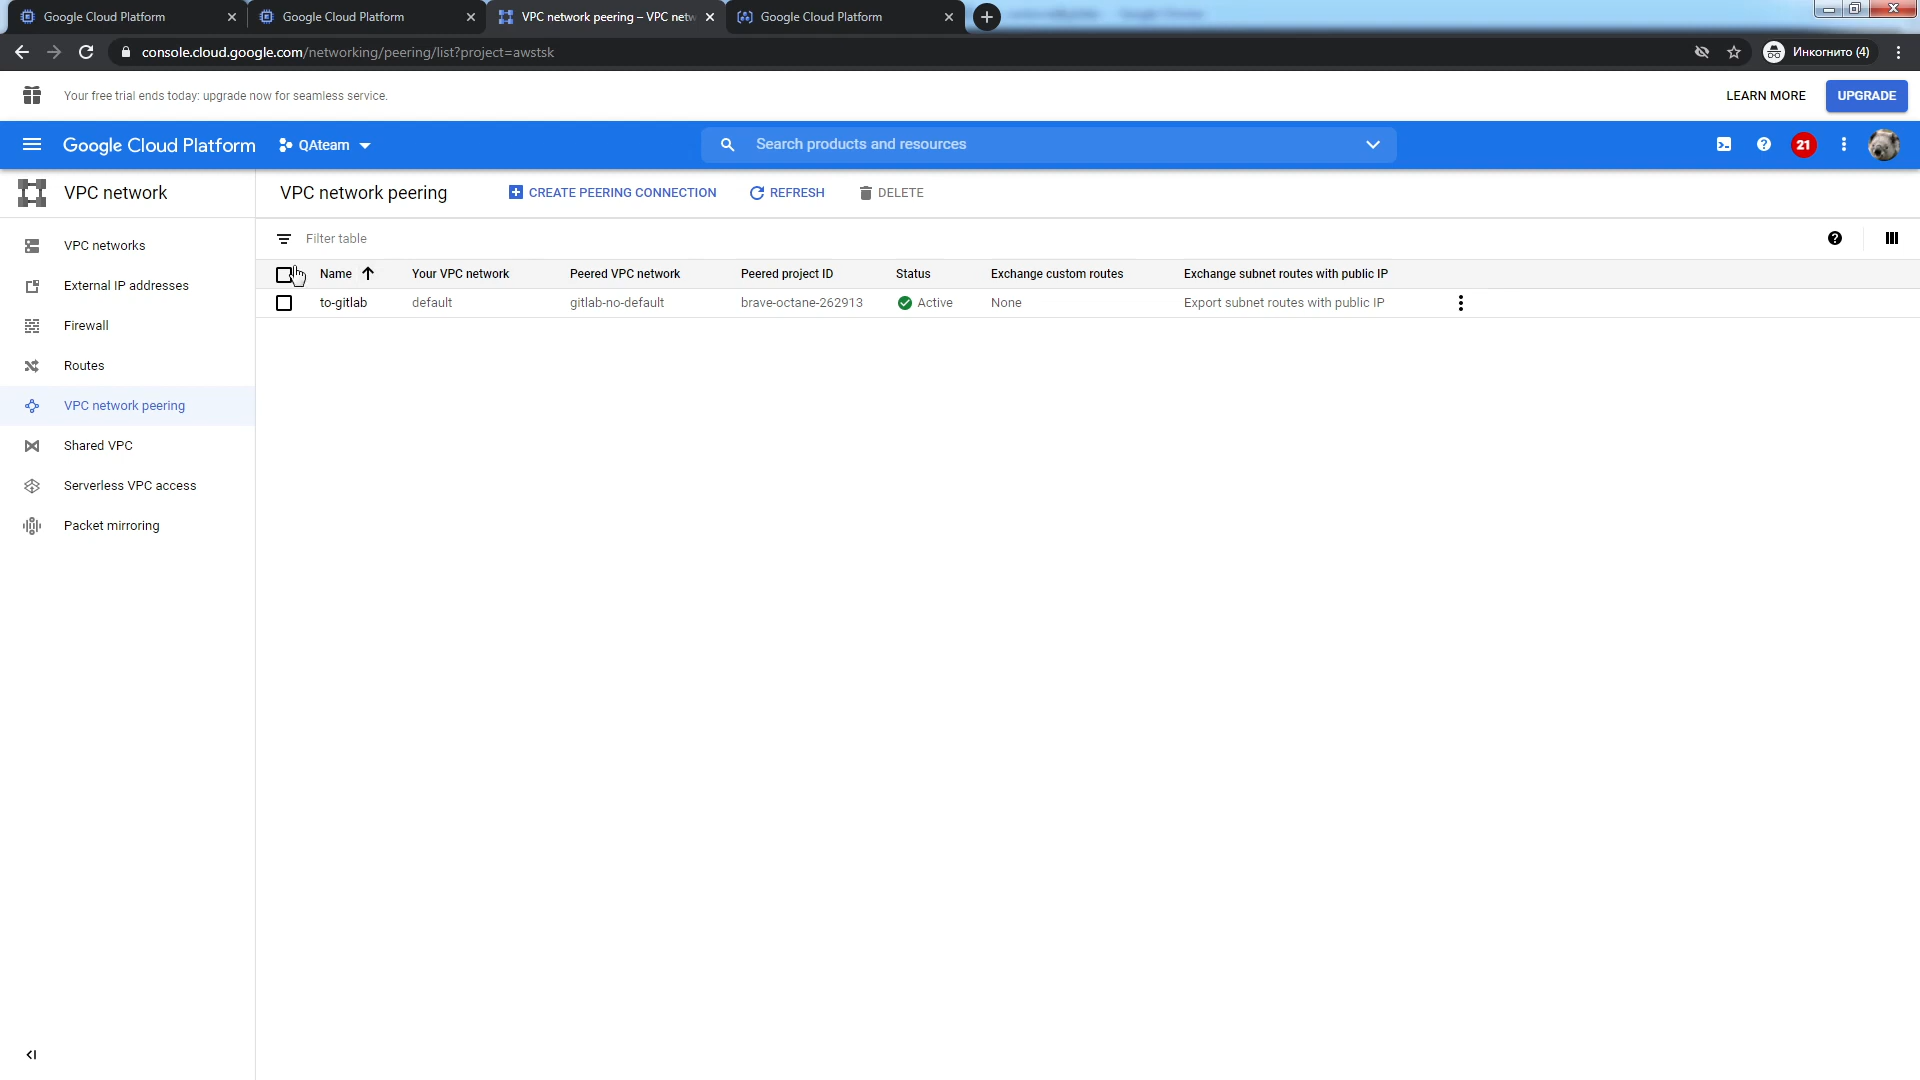 Google Cloud Platform
Google Cloud Platform
VPC network peering – VPC netw
Google Cloud Platform
console.cloud.google.com/networking/peering/list?project=awstsk
Инкогнито (4)
Your free trial ends today: upgrade now for seamless service.
LEARN MORE
UPGRADE
Google Cloud Platform
QAteam
Search products and resources
21
VPC network
VPC network peering
CREATE PEERING CONNECTION
REFRESH
DELETE
VPC networks
External IP addresses
Firewall
Routes
VPC network peering
Shared VPC
Serverless VPC access
Packet mirroring
Filter table
Name Your VPC network Peered VPC network Peered project ID Status Exchange custom routes Exchange subnet routes with public IP
to-gitlab default gitlab-no-default brave-octane-262913 Active None Export subnet routes with public IP